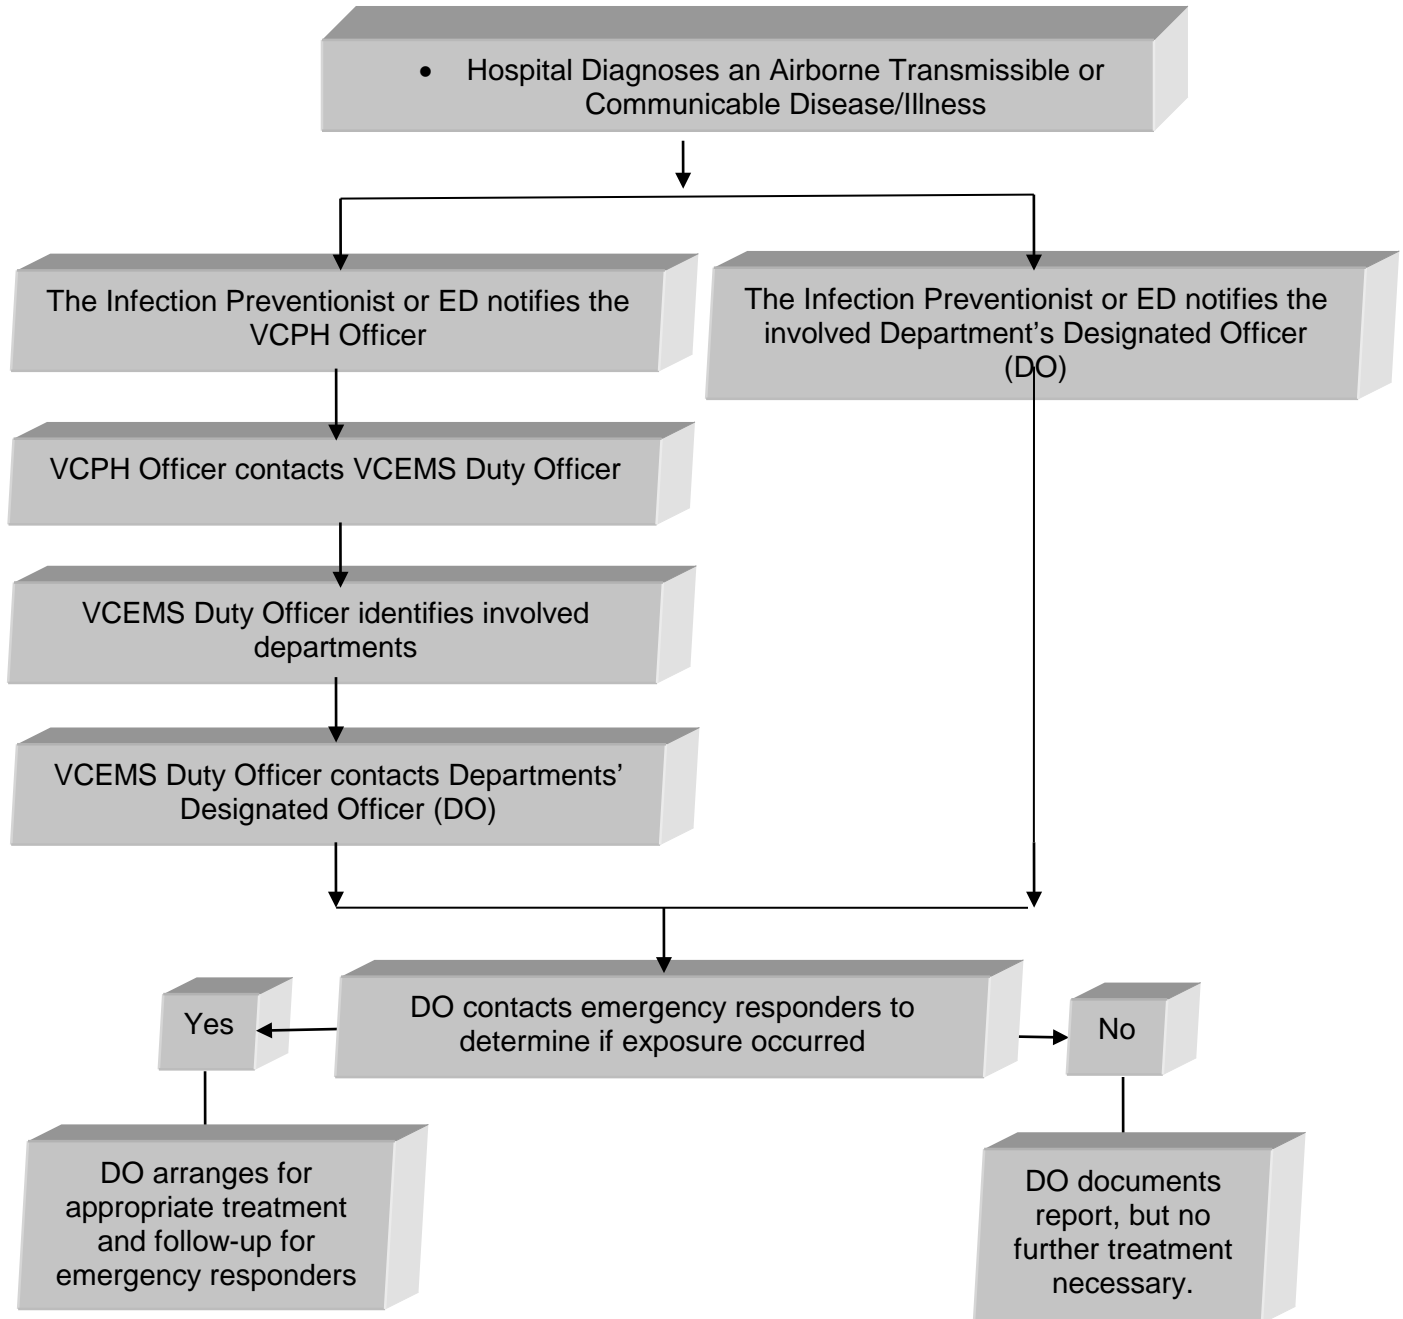 • Hospital Diagnoses an Airborne Transmissible or
Communicable Disease/Illness
The Infection Preventionist or ED notifies the
VCPH Officer
The Infection Preventionist or ED notifies the
involved Department’s Designated Officer
(DO)
VCPH Officer contacts VCEMS Duty Officer
VCEMS Duty Officer identifies involved
departments
VCEMS Duty Officer contacts Departments’
Designated Officer (DO)
DO contacts emergency responders to
determine if exposure occurred
Yes
No
DO arranges for
appropriate treatment
and follow-up for
emergency responders
DO documents
report, but no
further treatment
necessary.